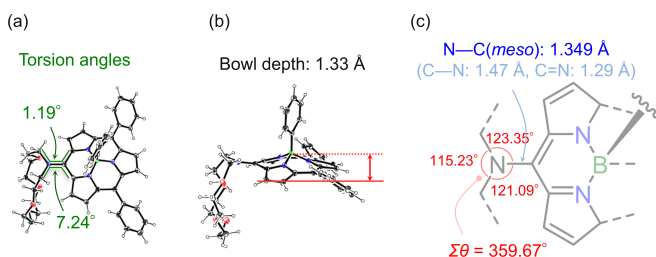 (a)
Torsion angles
1.19°
7.24°
(b)
Bowl depth: 1.33 Å
(c)
N—C(meso): 1.349 Å
(C—N: 1.47 Å, C=N: 1.29 Å)
123.35°
115.23°
N
121.09°
N
B
N
Σθ = 359.67°